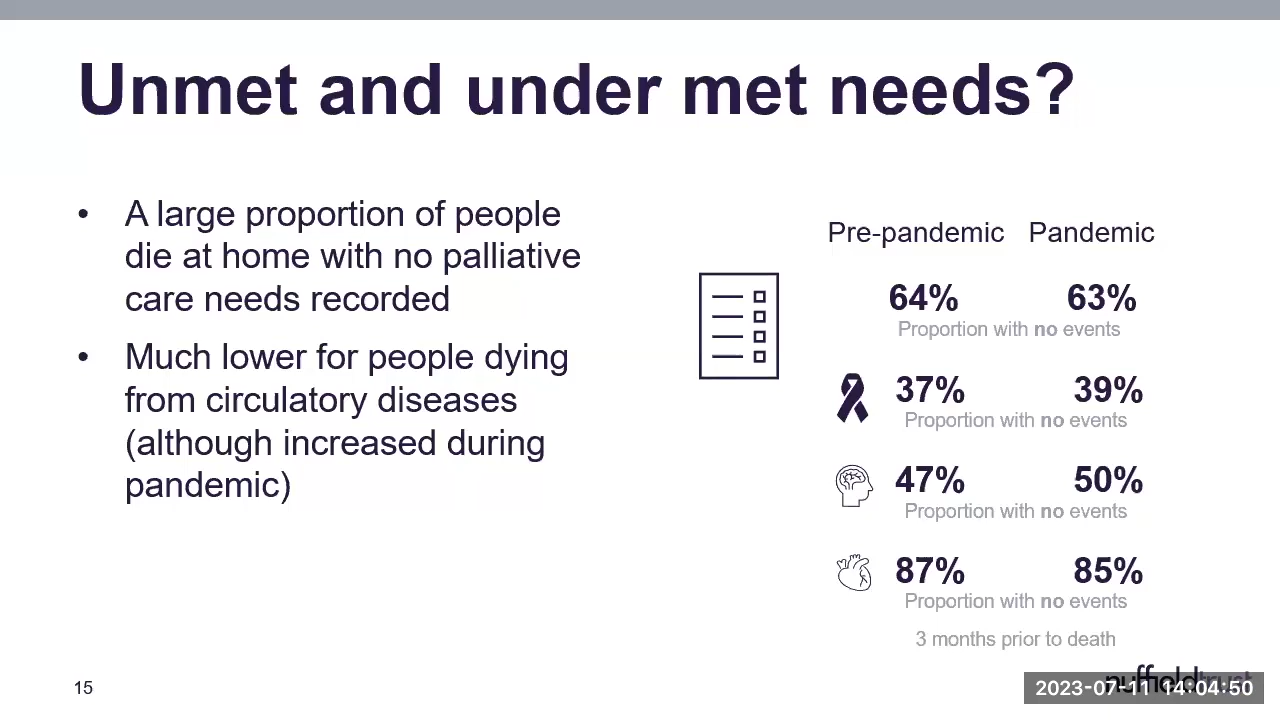 Unmet and under met needs?
• A large proportion of people
die at home with no palliative
care needs recorded
• Much lower for people dying
from circulatory diseases
(although increased during
pandemic)
Pre-pandemic Pandemic
64% 63%
Proportion with no events
37% 39%
Proportion with no events
47% 50%
Proportion with no events
87% 85%
Proportion with no events
3 months prior to death
15
nuffieldtrust
2023-07-11 14:04:50